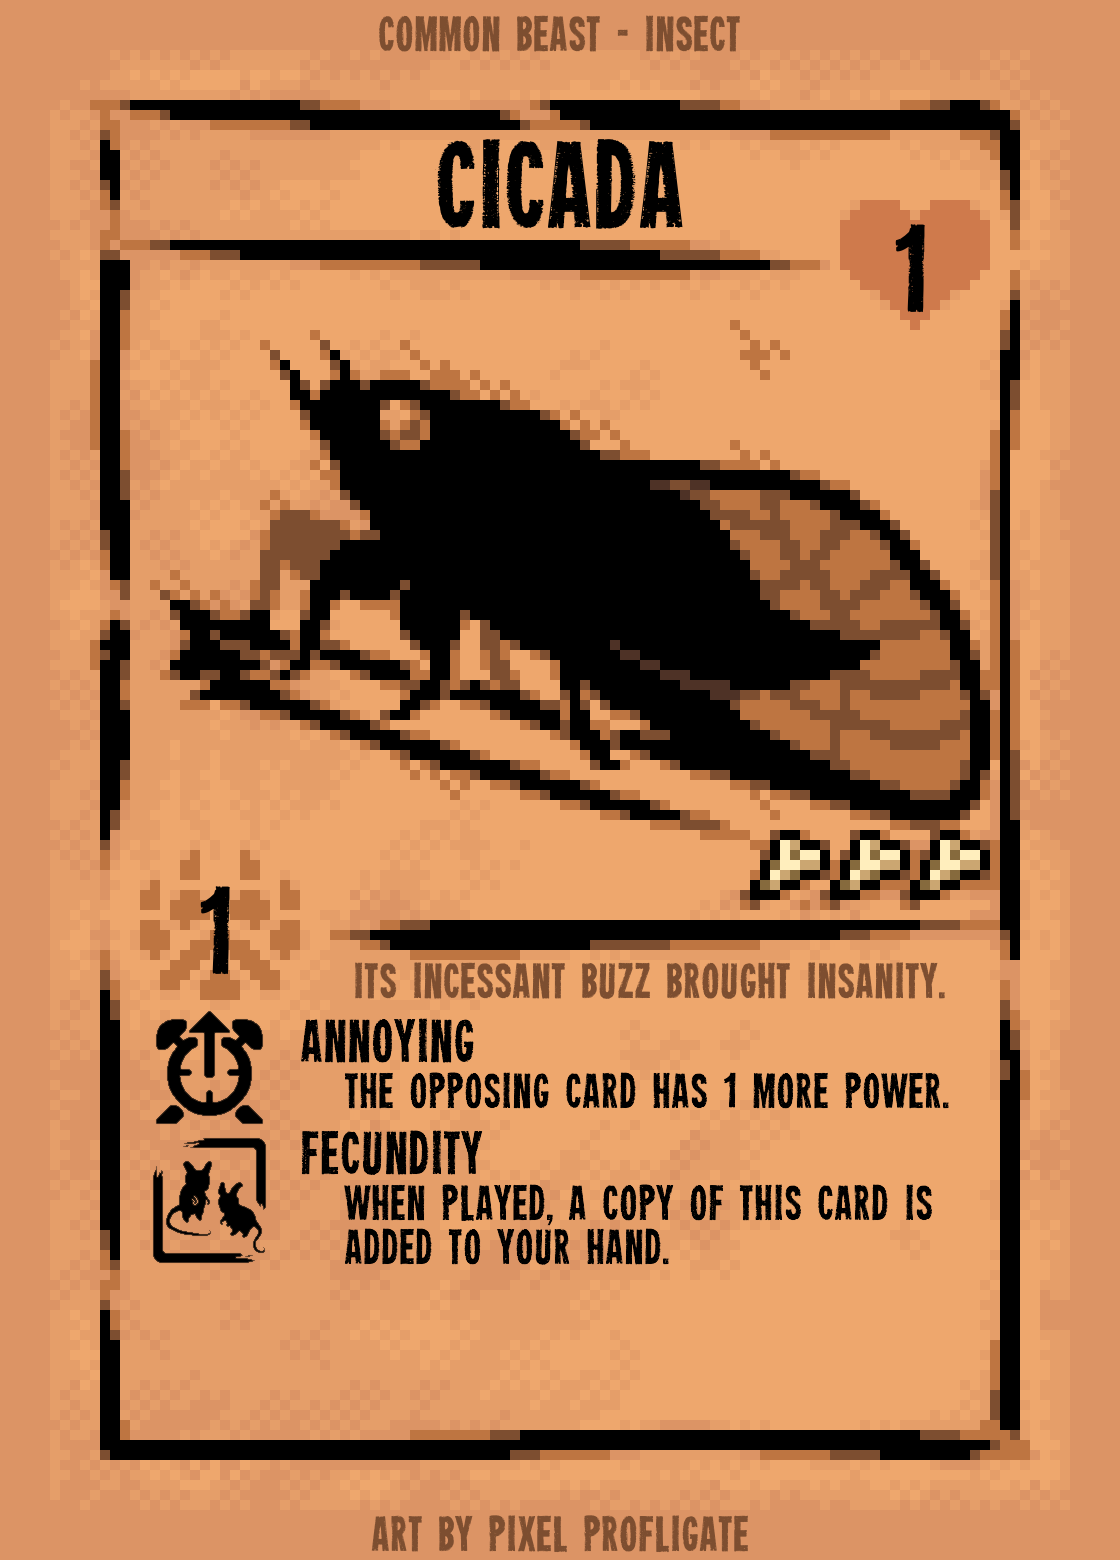 COMMON BEAST - INSECT
CICADA
1
1
ITS INCESSANT BUZZ BROUGHT INSANITY.
ANNOYING
THE OPPOSING CARD HAS 1 MORE POWER.
FECUNDITY
WHEN PLAYED, A COPY OF THIS CARD IS
ADDED TO YOUR HAND.
ART BY PIXEL PROFLIGATE